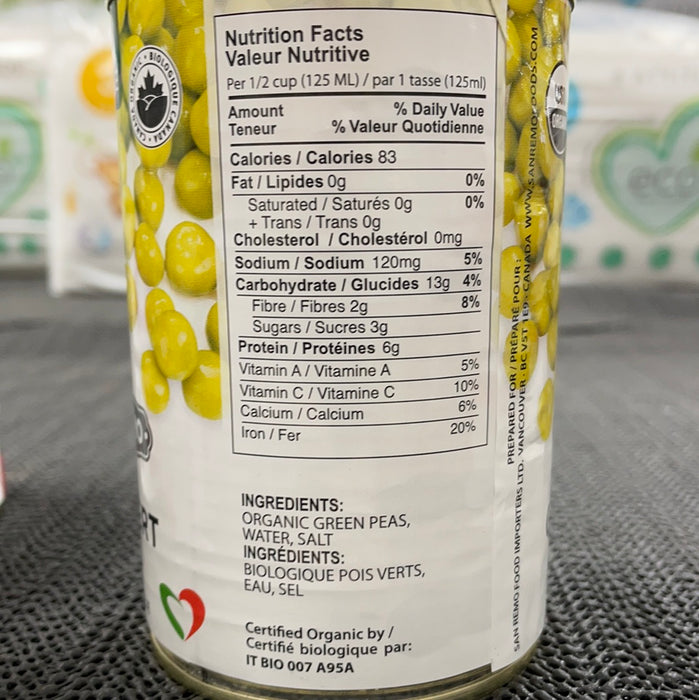 Nutrition Facts
Valeur Nutritive
Per 1/2 cup (125 ML) / par 1 tasse (125ml)
Amount % Daily Value
Teneur % Valeur Quotidienne
Calories / Calories 83
Fat / Lipides 0g 0%
Saturated / Saturés 0g 0%
+ Trans / Trans 0g
Cholesterol / Cholestérol 0mg
Sodium / Sodium 120mg 5%
Carbohydrate / Glucides 13g 4%
Fibre / Fibres 2g 8%
Sugars / Sucres 3g
Protein / Protéines 6g
Vitamin A / Vitamine A 5%
Vitamin C / Vitamine C 10%
Calcium / Calcium 6%
Iron / Fer 20%
INGREDIENTS:
ORGANIC GREEN PEAS,
WATER, SALT
INGRÉDIENTS:
BIOLOGIQUE POIS VERTS,
EAU, SEL
Certified Organic by /
Certifié biologique par:
IT BIO 007 A95A
PREPARED FOR / PRÉPARÉ POUR :
SAN REMO FOOD IMPORTERS LTD. VANCOUVER - BC V5T 1E9 - CANADA WWW.SANREMOFOODS.COM
CANADA ORGANIC • BIOLOGIQUE CANADA
RT
eco